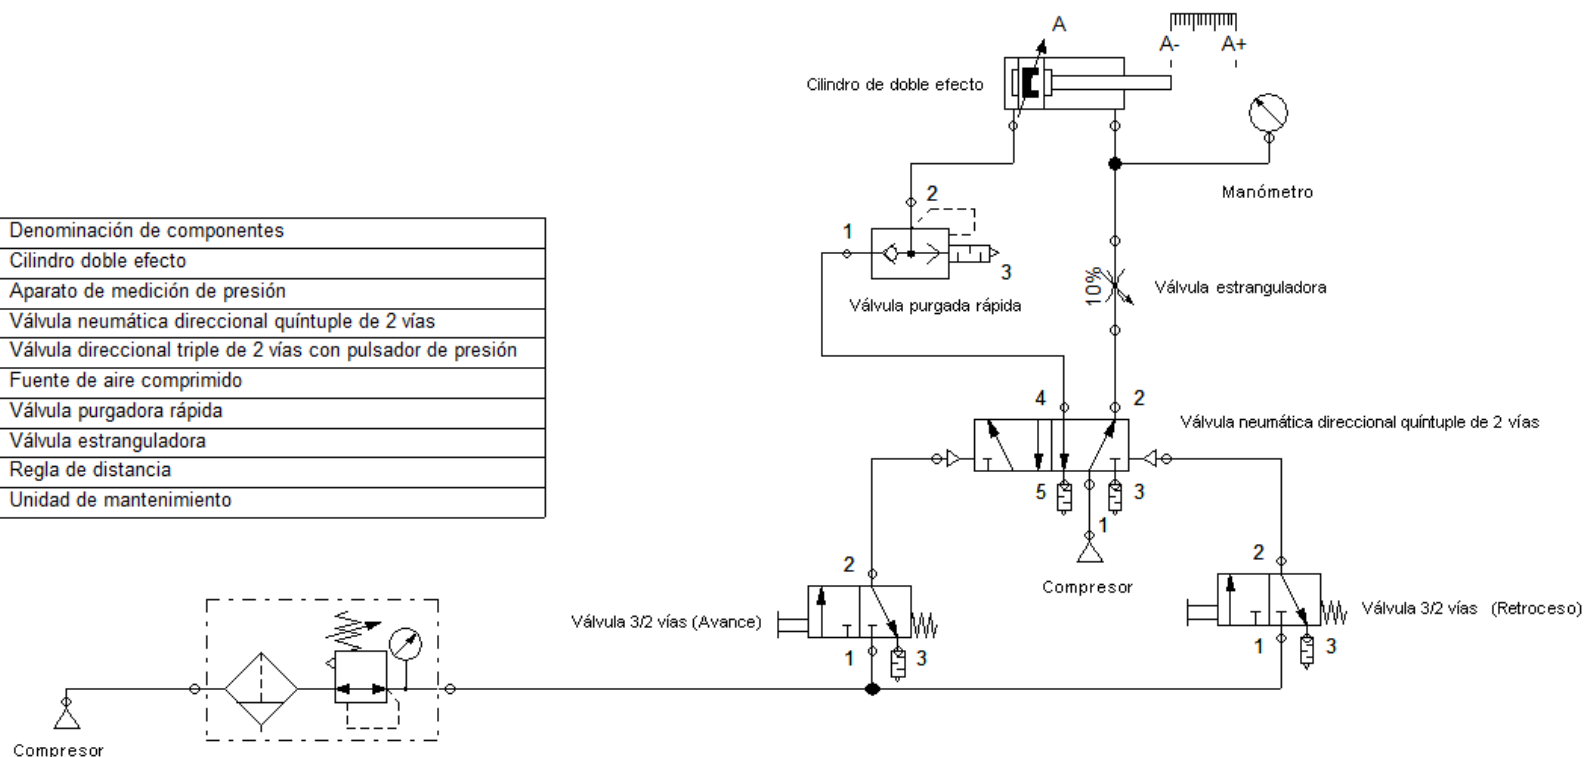 A
A- A+
Cilindro de doble efecto
Manómetro
2
1
3
Válvula purgada rápida
10%
Válvula estranguladora
Denominación de componentes
Cilindro doble efecto
Aparato de medición de presión
Válvula neumática direccional quíntuple de 2 vías
Válvula direccional triple de 2 vías con pulsador de presión
Fuente de aire comprimido
Válvula purgadora rápida
Válvula estranguladora
Regla de distancia
Unidad de mantenimiento
4 2
Válvula neumática direccional quíntuple de 2 vías
5 3
1
Compresor
2
Válvula 3/2 vías (Avance)
1 3
2
Válvula 3/2 vías (Retroceso)
1 3
Compresor